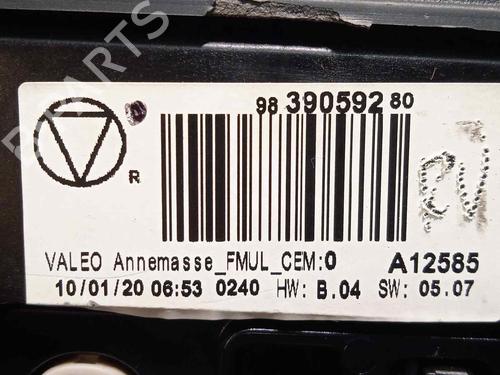 98 390592 80
R
VALEO Annemasse_FMUL_CEM:0 A12585
10/01/20 06:53 0240 HW: B.04 SW: 05.07